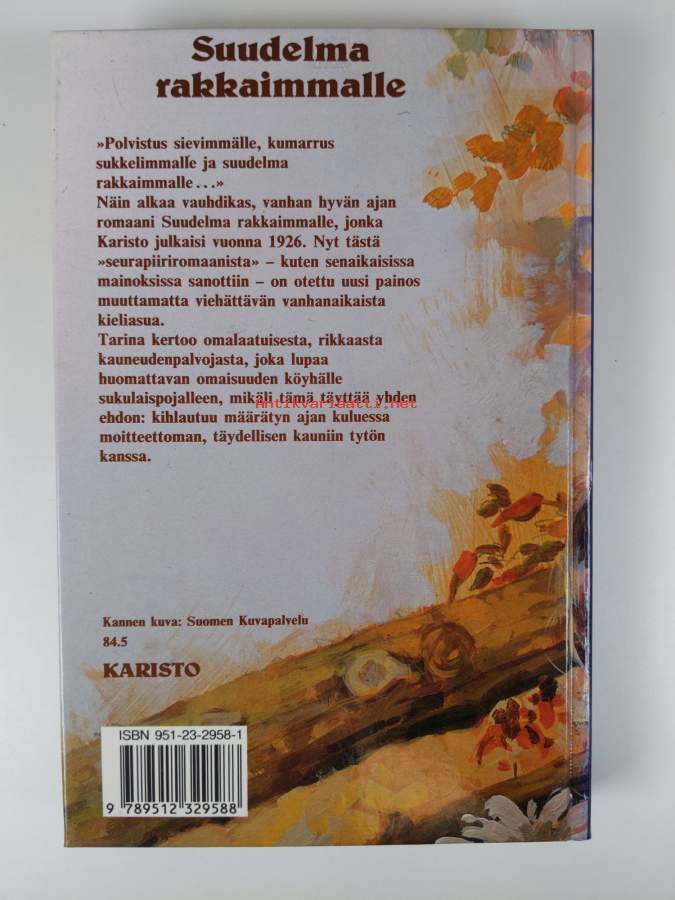 Suudelma
rakkaimmalle
»Polvistus sievimmälle, kumarrus
sukkelimmalle ja suudelma
rakkaimmalle...»
Näin alkaa vauhdikas, vanhan hyvän ajan
romaani Suudelma rakkaimmalle, jonka
Karisto julkaisi vuonna 1926. Nyt tästä
»seurapiiriromaanista» – kuten senaikaisissa
mainoksissa sanottiin – on otettu uusi painos
muuttamatta viehättävän vanhanaikaista
kieliasua.
Tarina kertoo omalaatuisesta, rikkaasta
kauneudenpalvojasta, joka lupaa
huomattavan omaisuuden köyhälle
sukulaispojalleen, mikäli tämä täyttää yhden
Antikvariaatti.net
ehdon: kihlautuu määrätyn ajan kuluessa
moitteettoman, täydellisen kauniin tytön
kanssa.
Kannen kuva: Suomen Kuvapalvelu
84.5
KARISTO
ISBN 951-23-2958-1
9 789512 329588